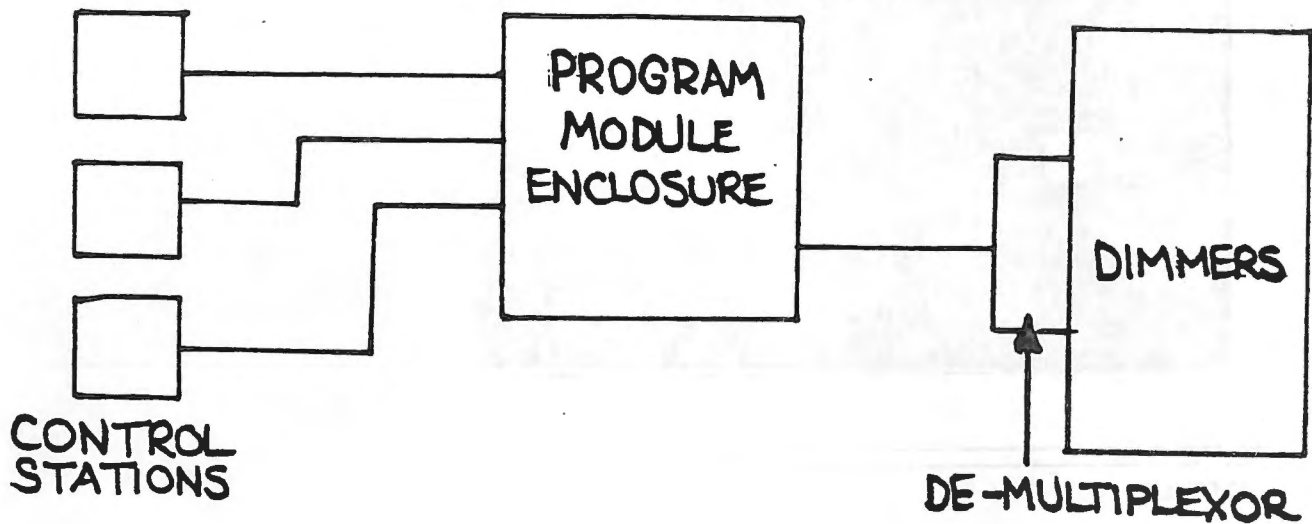 PROGRAM
MODULE
ENCLOSURE
DIMMERS
CONTROL
STATIONS
DE-MULTIPLEXOR